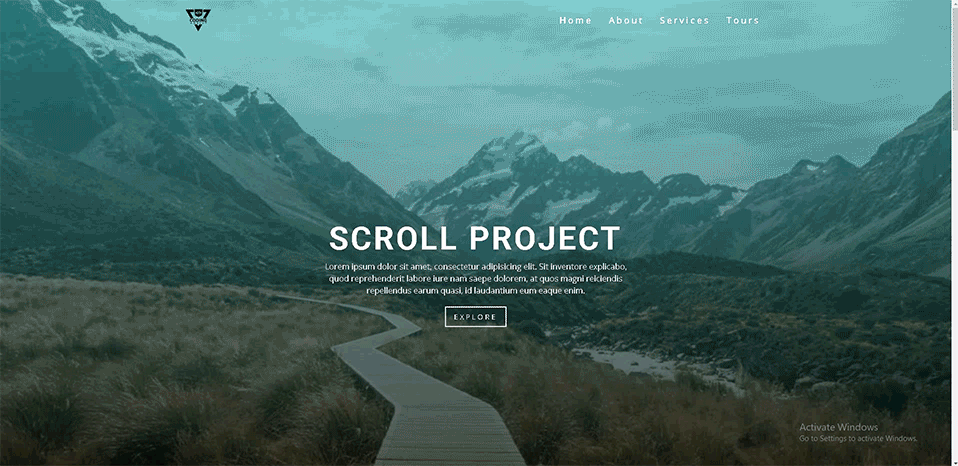 CODING
Home About Services Tours
SCROLL PROJECT
Lorem ipsum dolor sit amet, consectetur adipisicing elit. Sit inventore explicabo,
quod reprehenderit labore iure nam saepe dolorem, at quos magni reiciendis
repellendus earum quasi, id laudantium eum eaque enim.
EXPLORE
Activate Windows
Go to Settings to activate Windows.